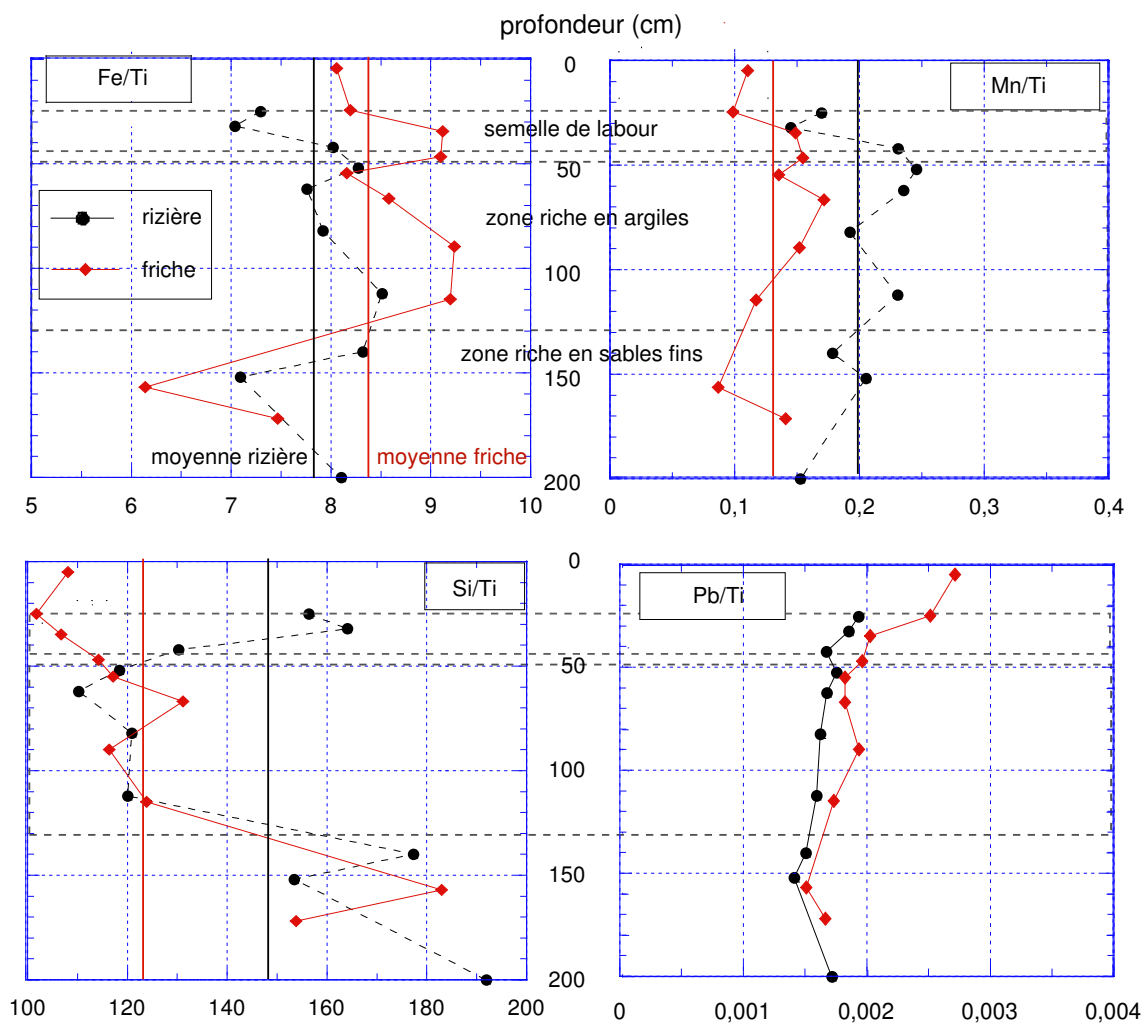 profondeur (cm)
Fe/Ti
0
Mn/Ti
semelle de labour
50
rizière
zone riche en argiles
friche
100
zone riche en sables fins
150
moyenne rizière
moyenne friche
200
5 6 7 8 9 10
0 0,1 0,2 0,3 0,4
0
Si/Ti
Pb/Ti
50
100
150
200
100 120 140 160 180 200
0 0,001 0,002 0,003 0,004